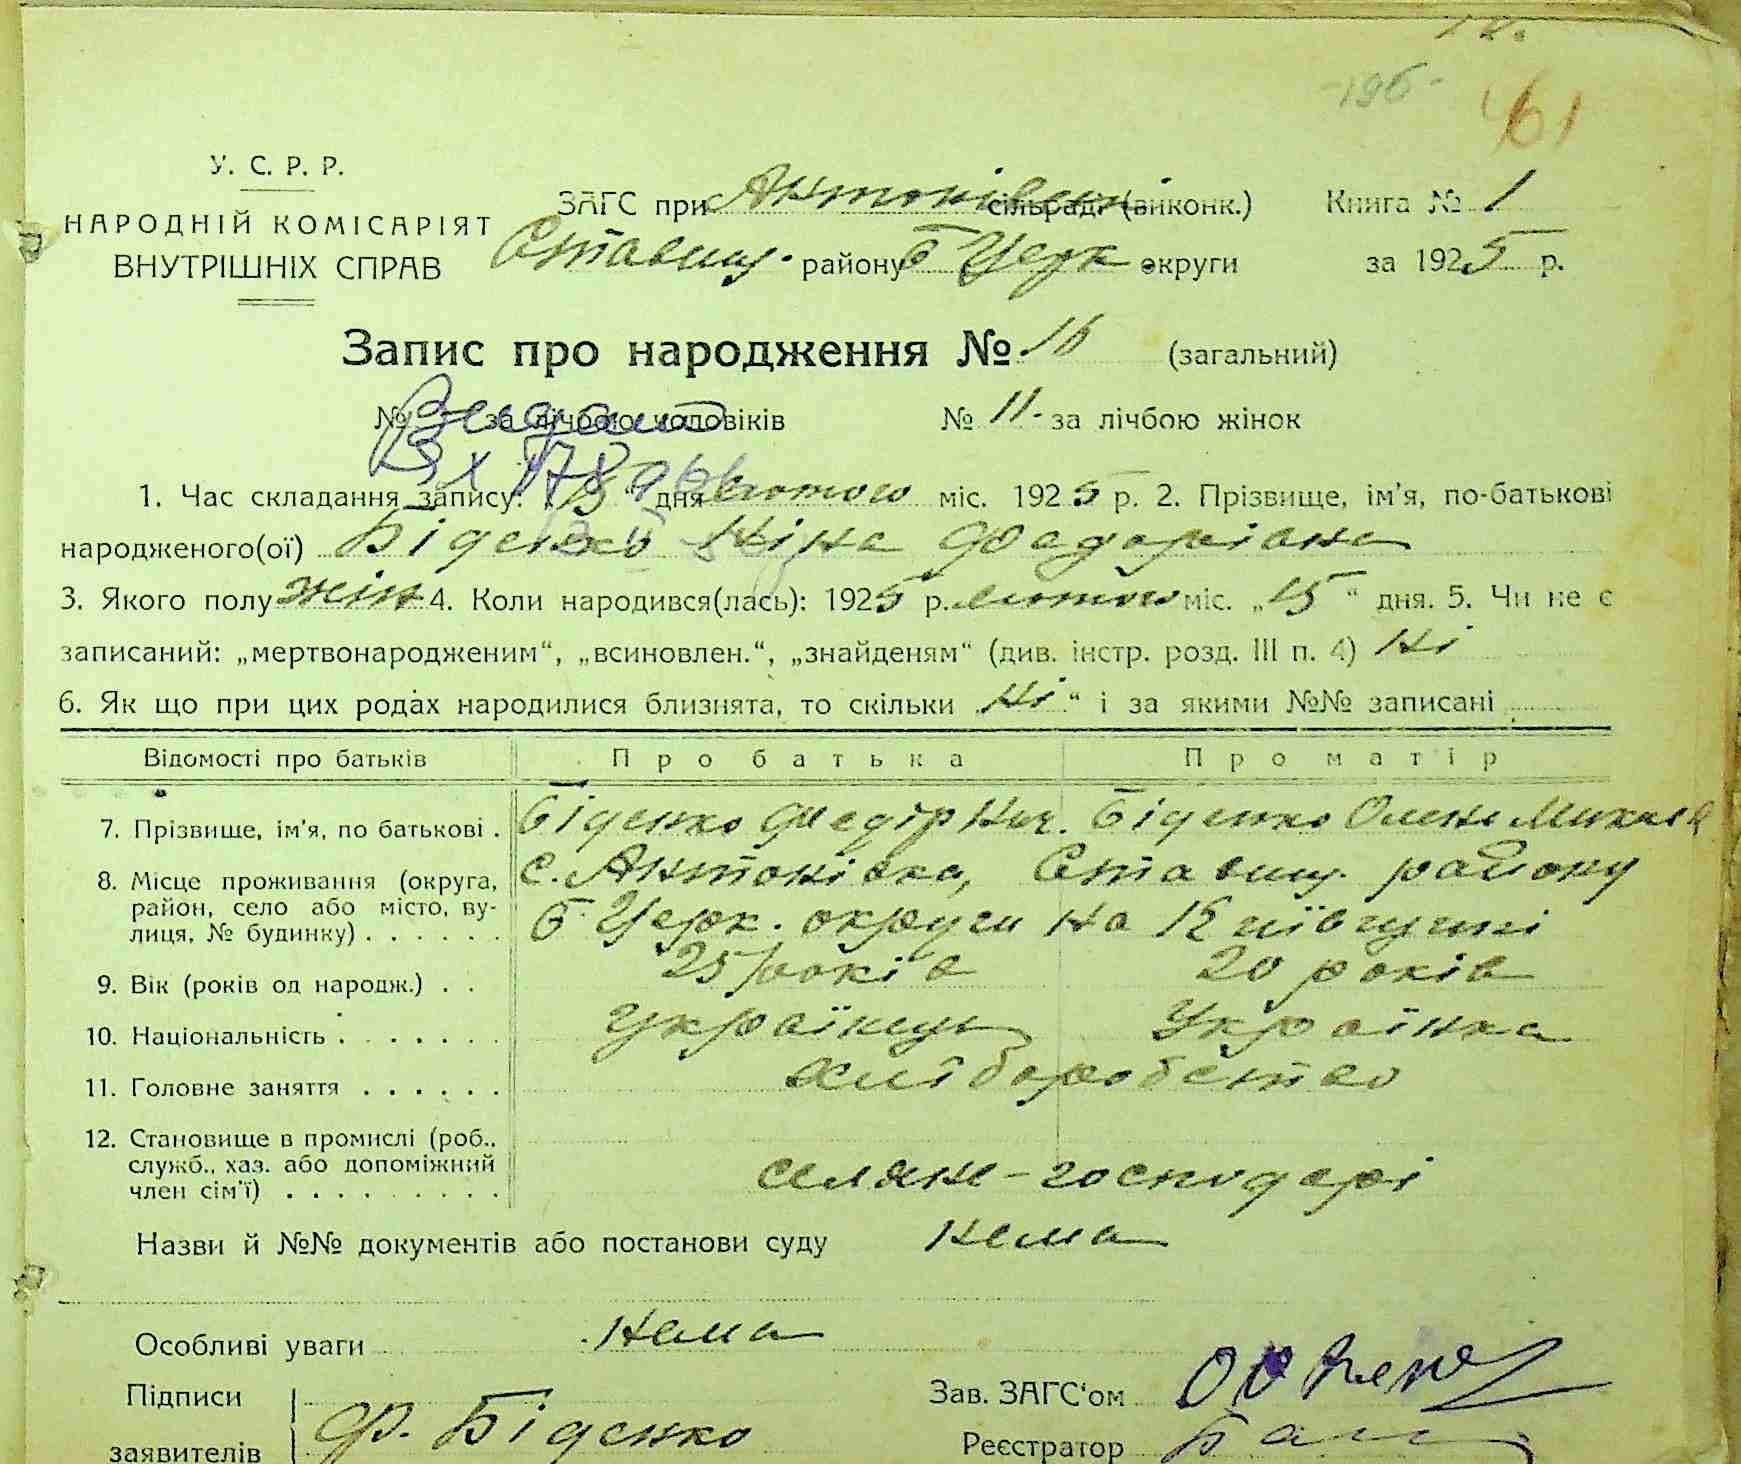 -196- 61
У. С. Р. Р.
НАРОДНІЙ КОМІСАРІЯТ
ВНУТРІШНІХ СПРАВ
ЗАГС при Антонівськ сільраді (виконк.) Книга № 1
Ставищ. району Б Церк округи за 1925 р.
Запис про народження № 16 (загальний)
№ за лічбою чоловіків № 11. за лічбою жінок
1. Час складання запису: „15“ дня лютого міс. 1925 р. 2. Прізвище, ім'я, по-батькові
народженого(ої) Біденко Ніна Федоріана
3. Якого полу жін 4. Коли народився(лась): 1925 р. лютого міс. „15“ дня. 5. Чи не є
записаний: „мертвонародженим“, „всиновлен.“, „знайденям“ (див. інстр. розд. III п. 4) Ні
6. Як що при цих родах народилися близнята, то скільки „Ні“ і за якими №№ записані
Відомості про батьків Про батька Про матір
7. Прізвище, ім'я, по батькові . Біденко Федір Нич. Біденко Олена Микол
8. Місце проживання (округа, район, село або місто, вулиця, № будинку) . . . . . . с. Антонівка, Ставищ. району
Б. Церк. округи на Київщині
9. Вік (років од народж.) . . 25 років 20 років
10. Національність . . . . . . . Українець Українка
11. Головне заняття . . . . . . хліборобство
12. Становище в промислі (роб., служб., хаз. або допоміжний член сім'ї) . . . . . . . . . селяне-господарі
Назви й №№ документів або постанови суду нема
Особливі уваги нема
Підписи Зав. ЗАГС'ом
заявителів Ф. Біденко Реєстратор